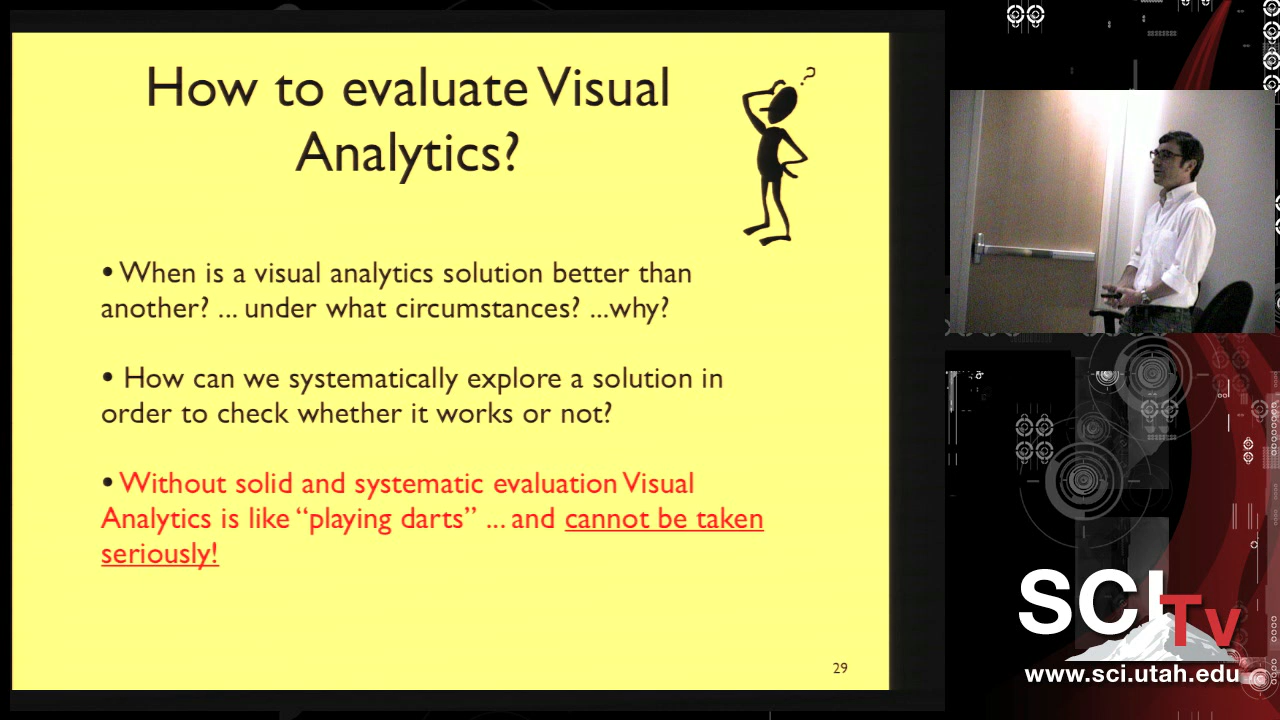 How to evaluate Visual
Analytics?
?
• When is a visual analytics solution better than
another? ... under what circumstances? ...why?
• How can we systematically explore a solution in
order to check whether it works or not?
• Without solid and systematic evaluation Visual
Analytics is like “playing darts” ... and cannot be taken
seriously!
29
SCI
Tv
www.sci.utah.edu